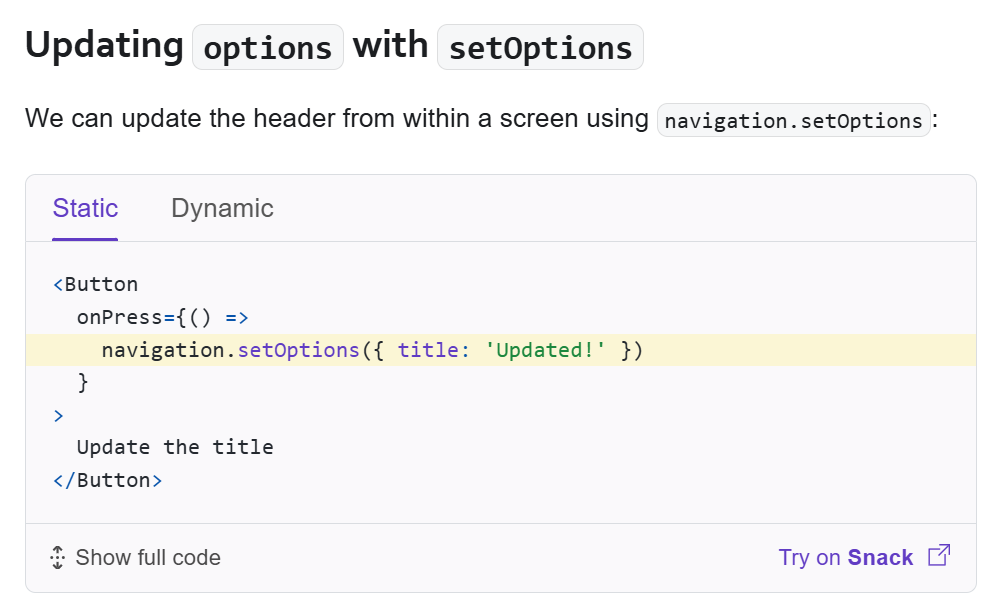 Updating options with setOptions
We can update the header from within a screen using navigation.setOptions:
Static Dynamic
<Button
  onPress={() =>
    navigation.setOptions({ title: 'Updated!' })
  }
>
  Update the title
</Button>
Show full code Try on Snack